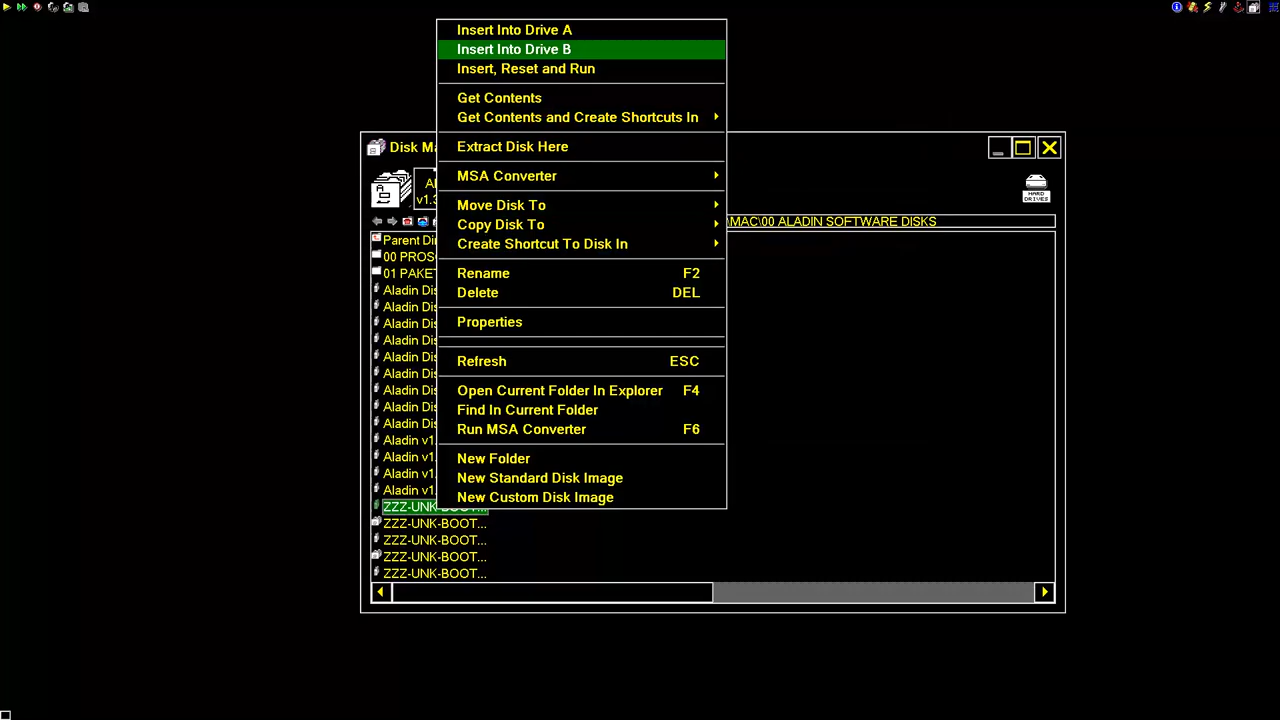 Insert Into Drive A
Insert Into Drive B
Insert, Reset and Run
Get Contents
Get Contents and Create Shortcuts In
Extract Disk Here
MSA Converter
Move Disk To
Copy Disk To
Create Shortcut To Disk In
Rename F2
Delete DEL
Properties
Refresh ESC
Open Current Folder In Explorer F4
Find In Current Folder
Run MSA Converter F6
New Folder
New Standard Disk Image
New Custom Disk Image
Disk Ma
A
v1.3
HARD
DRIVES
\MAC\00 ALADIN SOFTWARE DISKS
Parent Dir
00 PROS
01 PAKET
Aladin Dis
Aladin Dis
Aladin Dis
Aladin Dis
Aladin Dis
Aladin Dis
Aladin Dis
Aladin Dis
Aladin Dis
Aladin v1.
Aladin v1.
Aladin v1.
Aladin v1.
ZZZ-UNK-BOOT...
ZZZ-UNK-BOOT...
ZZZ-UNK-BOOT...
ZZZ-UNK-BOOT...
ZZZ-UNK-BOOT...